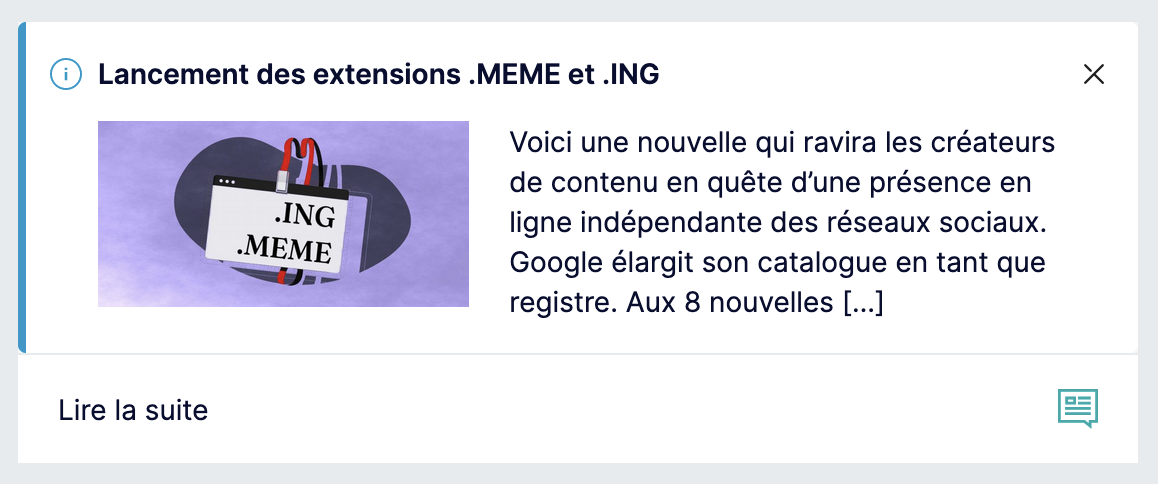 Lancement des extensions .MEME et .ING
.ING
.MEME
Voici une nouvelle qui ravira les créateurs
de contenu en quête d’une présence en
ligne indépendante des réseaux sociaux.
Google élargit son catalogue en tant que
registre. Aux 8 nouvelles [...]
Lire la suite